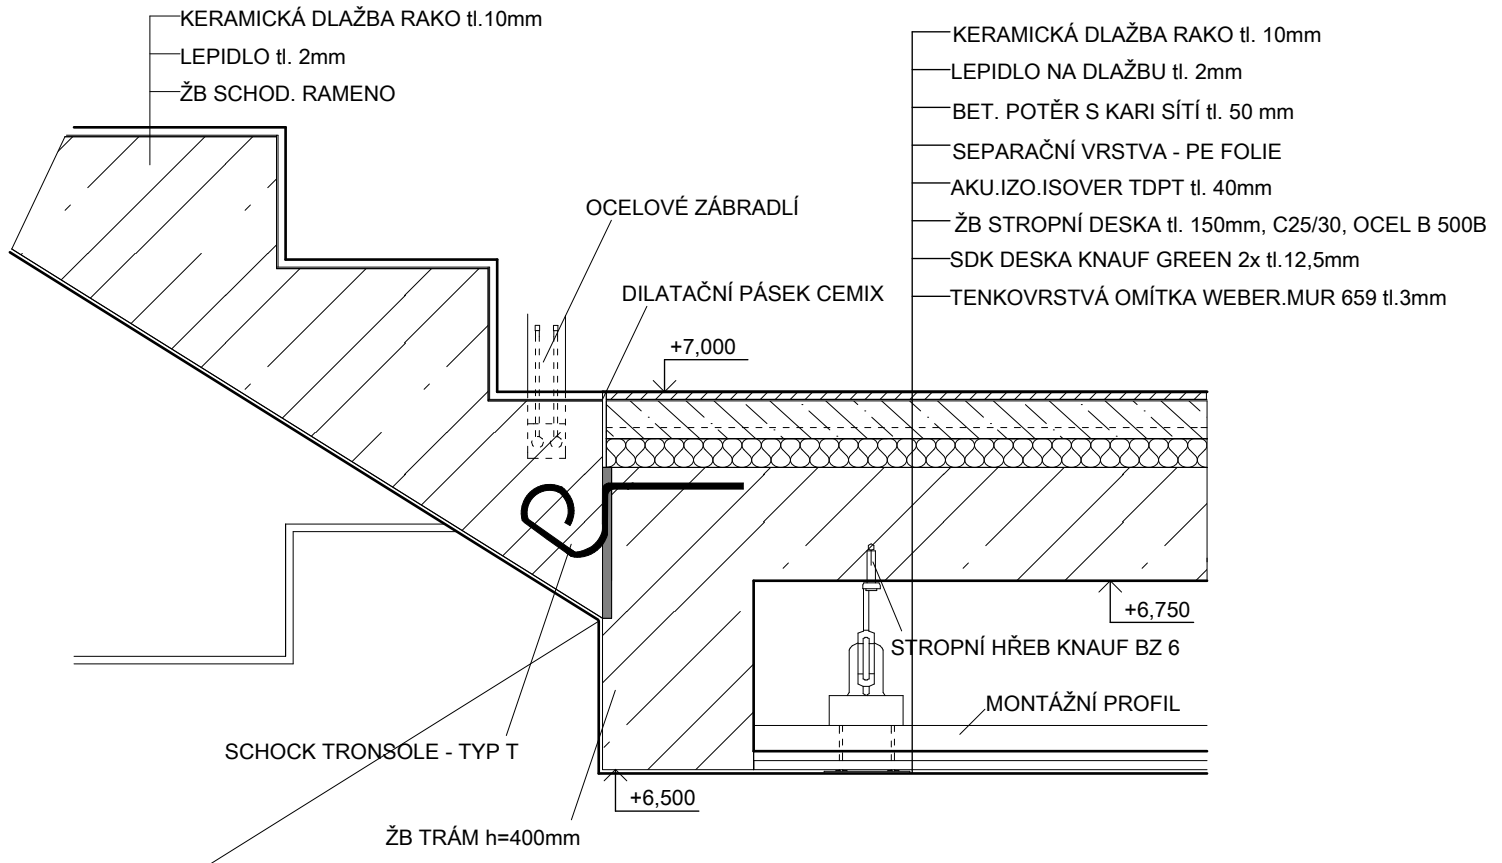 KERAMICKÁ DLAŽBA RAKO tl.10mm
LEPIDLO tl. 2mm
ŽB SCHOD. RAMENO
KERAMICKÁ DLAŽBA RAKO tl. 10mm
LEPIDLO NA DLAŽBU tl. 2mm
BET. POTĚR S KARI SÍTÍ tl. 50 mm
SEPARAČNÍ VRSTVA - PE FOLIE
AKU.IZO.ISOVER TDPT tl. 40mm
ŽB STROPNÍ DESKA tl. 150mm, C25/30, OCEL B 500B
SDK DESKA KNAUF GREEN 2x tl.12,5mm
TENKOVRSTVÁ OMÍTKA WEBER.MUR 659 tl.3mm
OCELOVÉ ZÁBRADLÍ
DILATAČNÍ PÁSEK CEMIX
+7,000
+6,750
STROPNÍ HŘEB KNAUF BZ 6
MONTÁŽNÍ PROFIL
SCHOCK TRONSOLE - TYP T
+6,500
ŽB TRÁM h=400mm